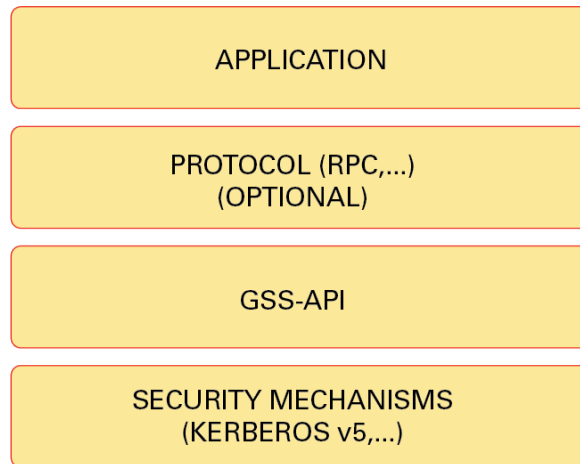 APPLICATION
PROTOCOL (RPC,...)
(OPTIONAL)
GSS-API
SECURITY MECHANISMS
(KERBEROS v5,...)